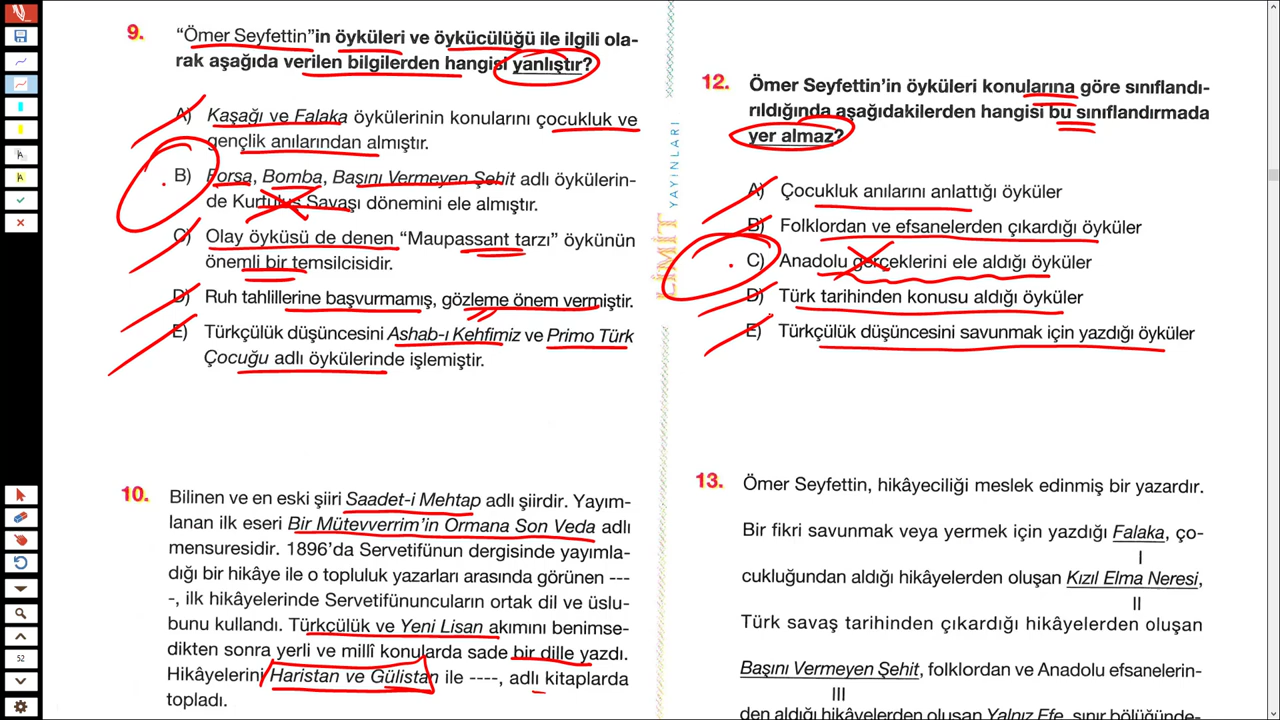 9.
“Ömer Seyfettin”in öyküleri ve öykücülüğü ile ilgili ola-
rak aşağıda verilen bilgilerden hangisi yanlıştır?
A) Kaşağı ve Falaka öykülerinin konularını çocukluk ve
gençlik anılarından almıştır.
B) Forsa, Bomba, Başını Vermeyen Şehit adlı öykülerin-
de Kurtuluş Savaşı dönemini ele almıştır.
C) Olay öyküsü de denen “Maupassant tarzı” öykünün
önemli bir temsilcisidir.
D) Ruh tahlillerine başvurmamış, gözleme önem vermiştir.
E) Türkçülük düşüncesini Ashab-ı Kehfimiz ve Primo Türk
Çocuğu adlı öykülerinde işlemiştir.
10.
Bilinen ve en eski şiiri Saadet-i Mehtap adlı şiirdir. Yayım-
lanan ilk eseri Bir Mütevverrim’in Ormana Son Veda adlı
mensuresidir. 1896’da Servetifünun dergisinde yayımla-
dığı bir hikâye ile o topluluk yazarları arasında görünen ---
-, ilk hikâyelerinde Servetifünuncuların ortak dil ve üslu-
bunu kullandı. Türkçülük ve Yeni Lisan akımını benimse-
dikten sonra yerli ve millî konularda sade bir dille yazdı.
Hikâyelerini Haristan ve Gülistan ile ----, adlı kitaplarda
topladı.
LİMİT YAYINLARI
12.
Ömer Seyfettin’in öyküleri konularına göre sınıflandı-
rıldığında aşağıdakilerden hangisi bu sınıflandırmada
yer almaz?
A) Çocukluk anılarını anlattığı öyküler
B) Folklordan ve efsanelerden çıkardığı öyküler
C) Anadolu gerçeklerini ele aldığı öyküler
D) Türk tarihinden konusu aldığı öyküler
E) Türkçülük düşüncesini savunmak için yazdığı öyküler
13.
Ömer Seyfettin, hikâyeciliği meslek edinmiş bir yazardır.
Bir fikri savunmak veya yermek için yazdığı Falaka, ço-
I
cukluğundan aldığı hikâyelerden oluşan Kızıl Elma Neresi,
II
Türk savaş tarihinden çıkardığı hikâyelerden oluşan
Başını Vermeyen Şehit, folklordan ve Anadolu efsanelerin-
III
den aldığı hikâyelerden oluşan Yalnız Efe, sınır bölüğünde-
52